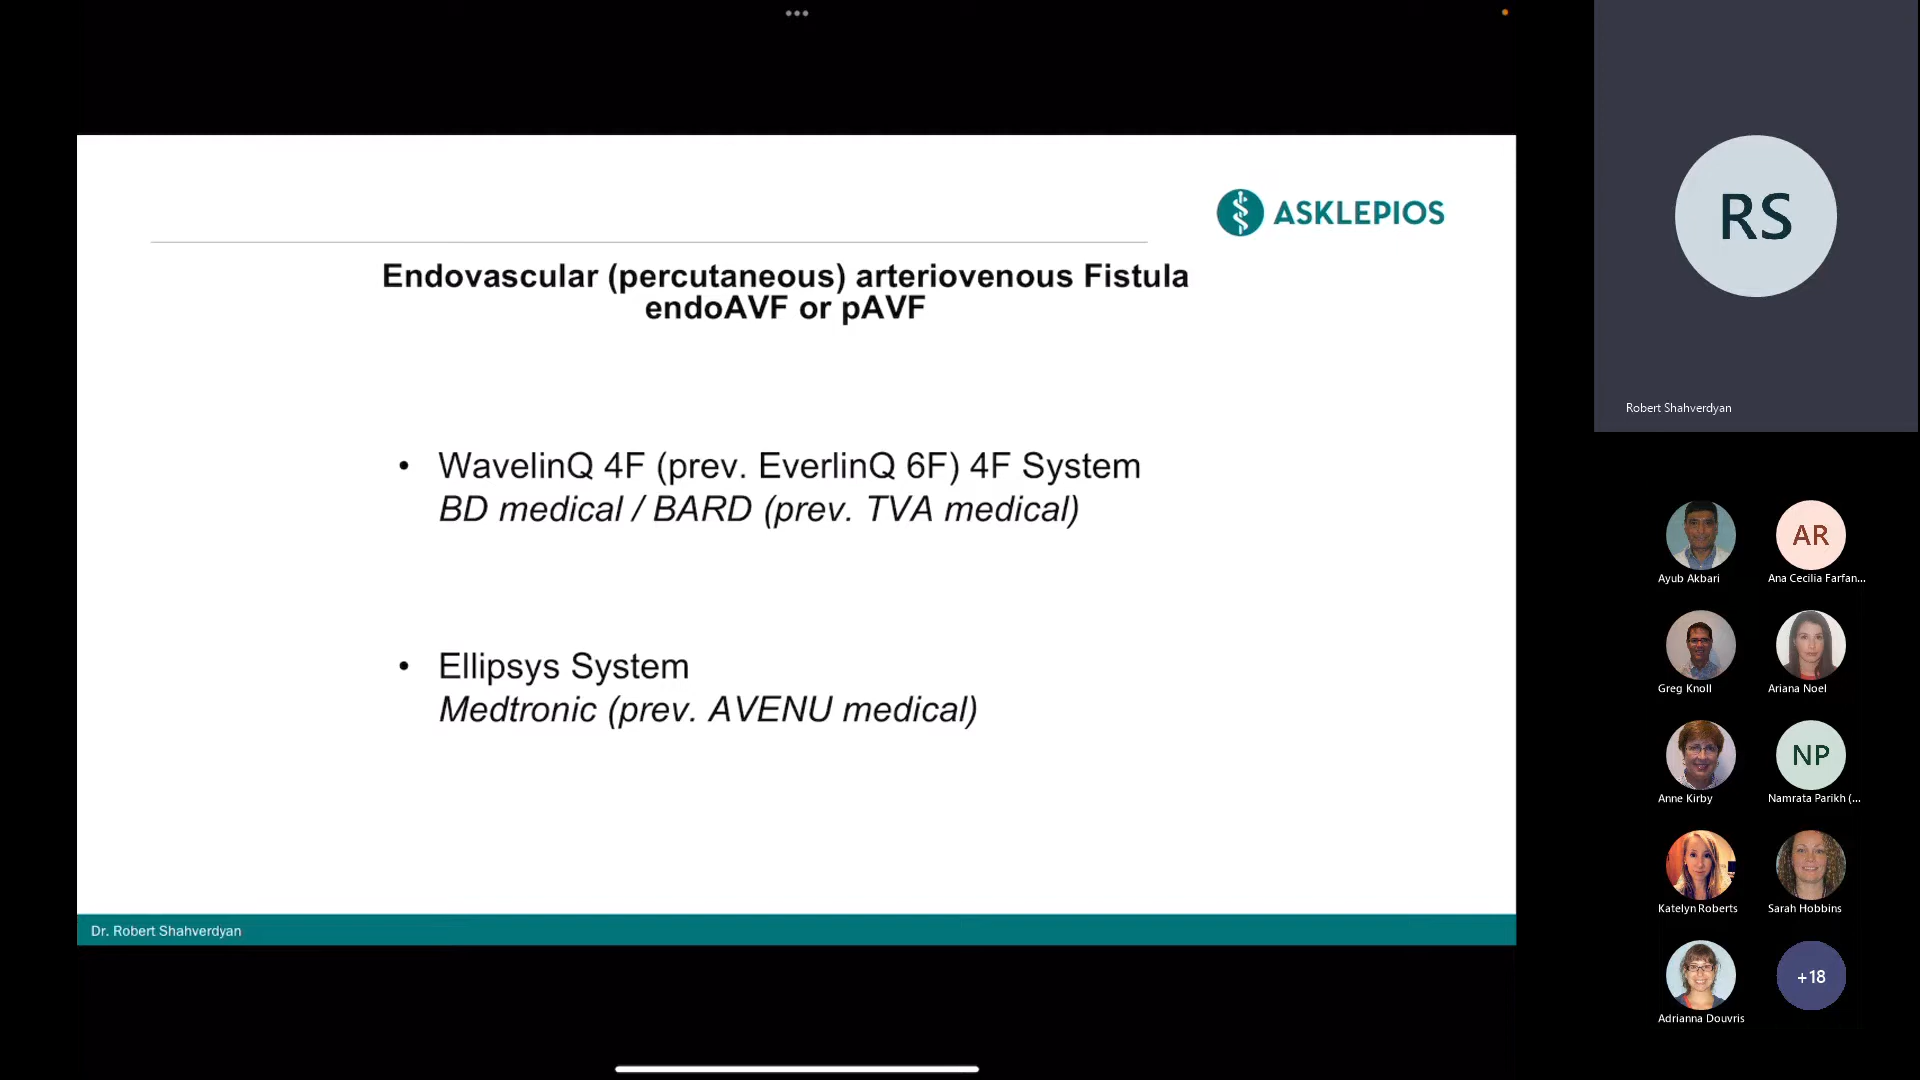 ASKLEPIOS
Endovascular (percutaneous) arteriovenous Fistula
endoAVF or pAVF
• WavelinQ 4F (prev. EverlinQ 6F) 4F System
BD medical / BARD (prev. TVA medical)
• Ellipsys System
Medtronic (prev. AVENU medical)
Dr. Robert Shahverdyan
RS
Robert Shahverdyan
Ayub Akbari
AR
Ana Cecilia Farfan...
Greg Knoll
Ariana Noel
Anne Kirby
NP
Namrata Parikh (...
Katelyn Roberts
Sarah Hobbins
Adrianna Douvris
+18